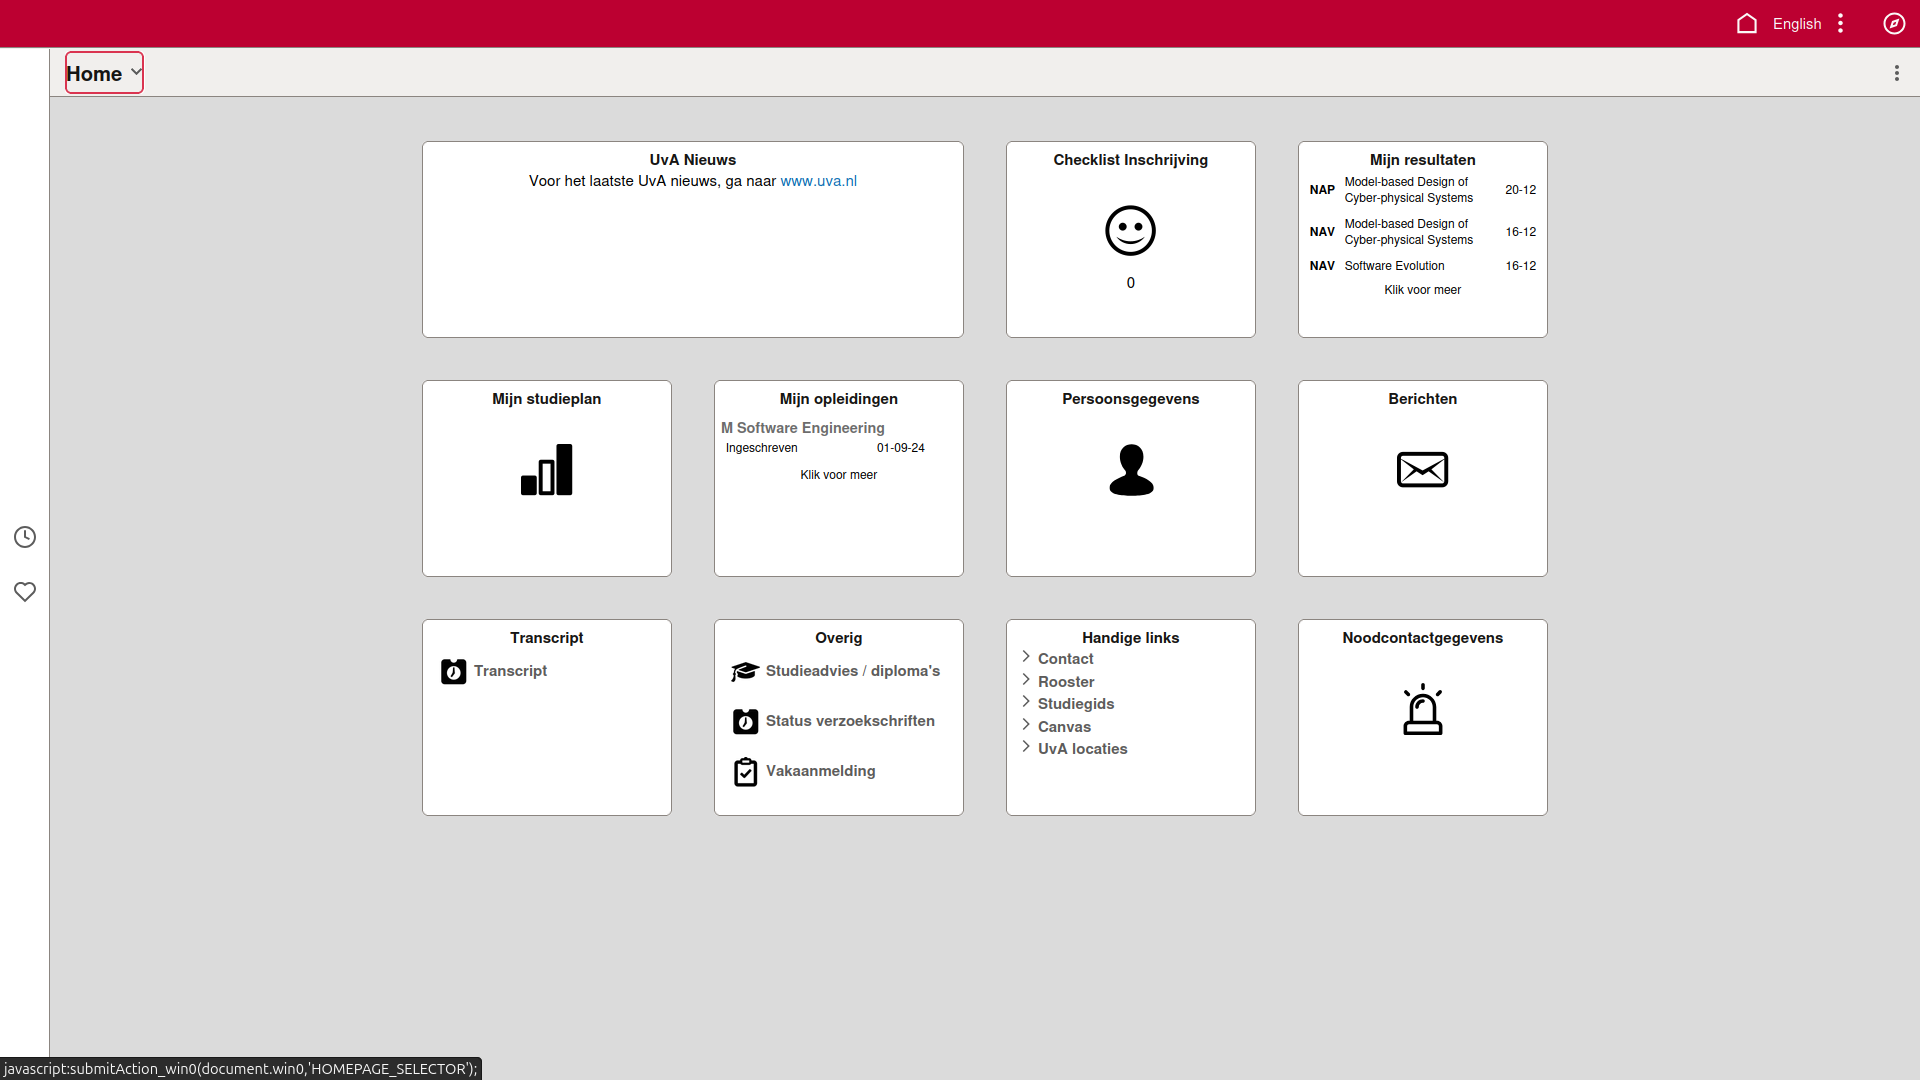 English
Home
UvA Nieuws
Voor het laatste UvA nieuws, ga naar www.uva.nl
Checklist Inschrijving
0
Mijn resultaten
NAP Model-based Design of Cyber-physical Systems 20-12
NAV Model-based Design of Cyber-physical Systems 16-12
NAV Software Evolution 16-12
Klik voor meer
Mijn studieplan
Mijn opleidingen
M Software Engineering
Ingeschreven 01-09-24
Klik voor meer
Persoonsgegevens
Berichten
Transcript
Transcript
Overig
Studieadvies / diploma's
Status verzoekschriften
Vakaanmelding
Handige links
Contact
Rooster
Studiegids
Canvas
UvA locaties
Noodcontactgegevens
javascript:submitAction_win0(document.win0,'HOMEPAGE_SELECTOR');